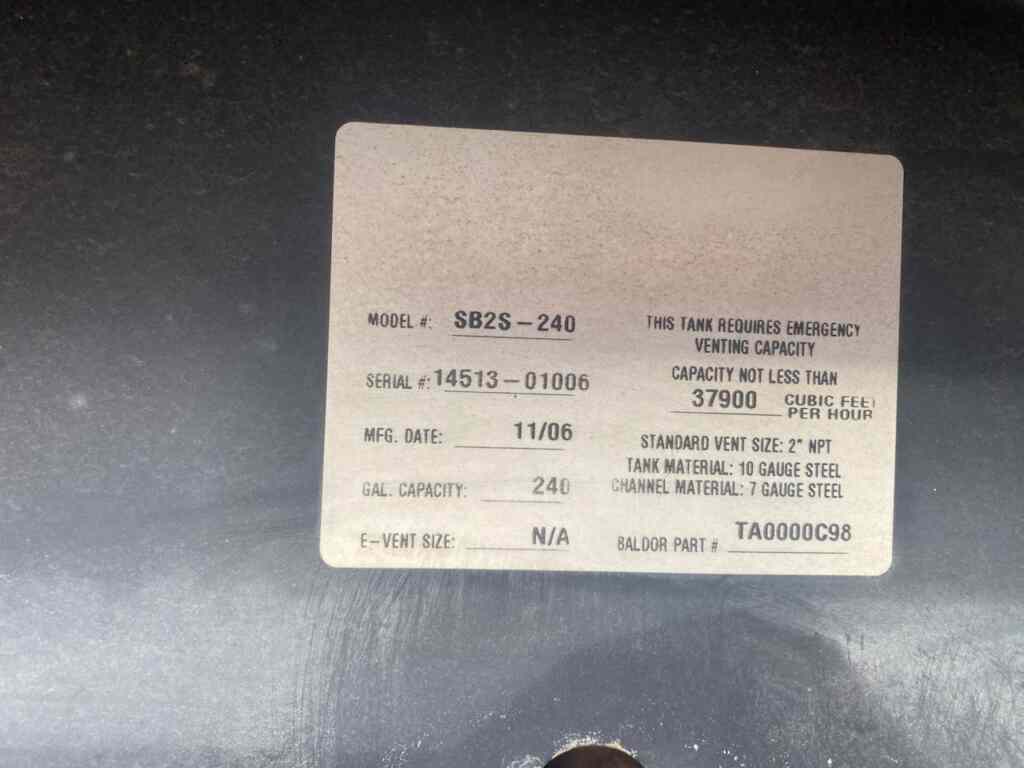 MODEL #: SB2S-240
SERIAL #: 14513-01006
MFG. DATE: 11/06
GAL. CAPACITY: 240
E-VENT SIZE: N/A
THIS TANK REQUIRES EMERGENCY
VENTING CAPACITY
CAPACITY NOT LESS THAN
37900 CUBIC FEET
PER HOUR
STANDARD VENT SIZE: 2" NPT
TANK MATERIAL: 10 GAUGE STEEL
CHANNEL MATERIAL: 7 GAUGE STEEL
BALDOR PART # TA0000C98